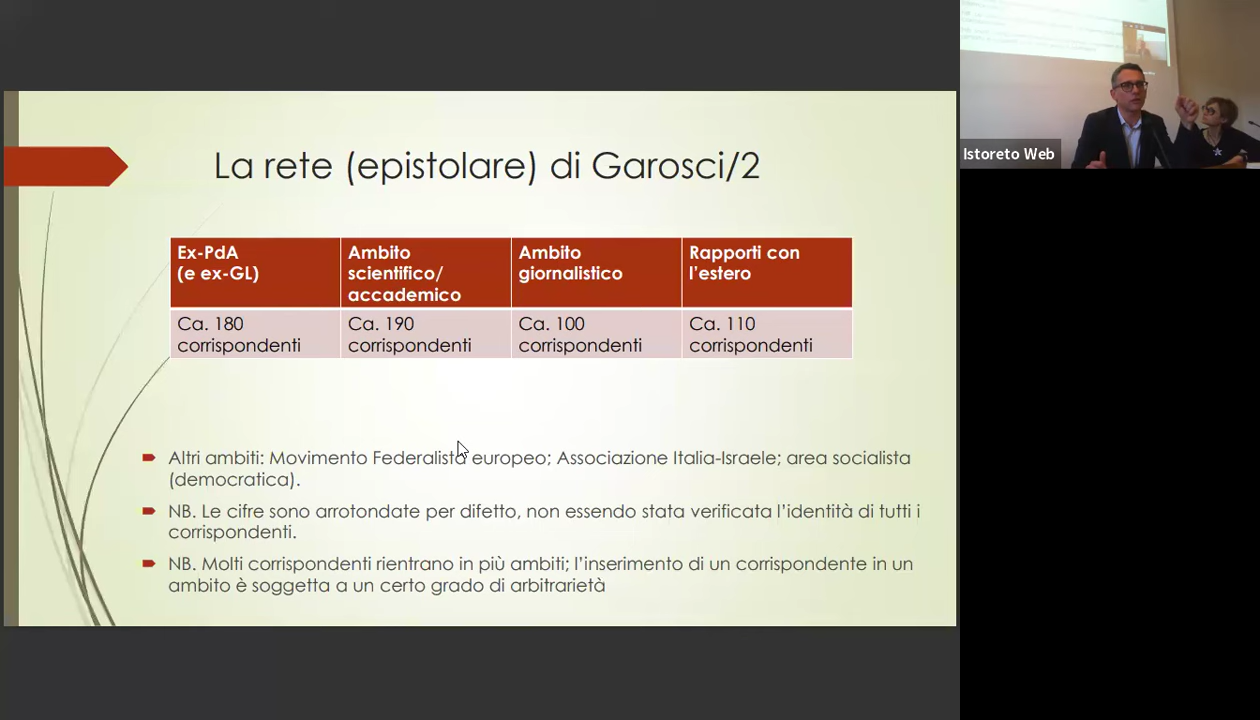 La rete (epistolare) di Garosci/2
Ex-PdA
(e ex-GL)
Ambito
scientifico/
accademico
Ambito
giornalistico
Rapporti con
l'estero
Ca. 180
corrispondenti
Ca. 190
corrispondenti
Ca. 100
corrispondenti
Ca. 110
corrispondenti
Altri ambiti: Movimento Federalista europeo; Associazione Italia-Israele; area socialista
(democratica).
NB. Le cifre sono arrotondate per difetto, non essendo stata verificata l'identità di tutti i
corrispondenti.
NB. Molti corrispondenti rientrano in più ambiti; l'inserimento di un corrispondente in un
ambito è soggetta a un certo grado di arbitrarietà
Istoreto Web